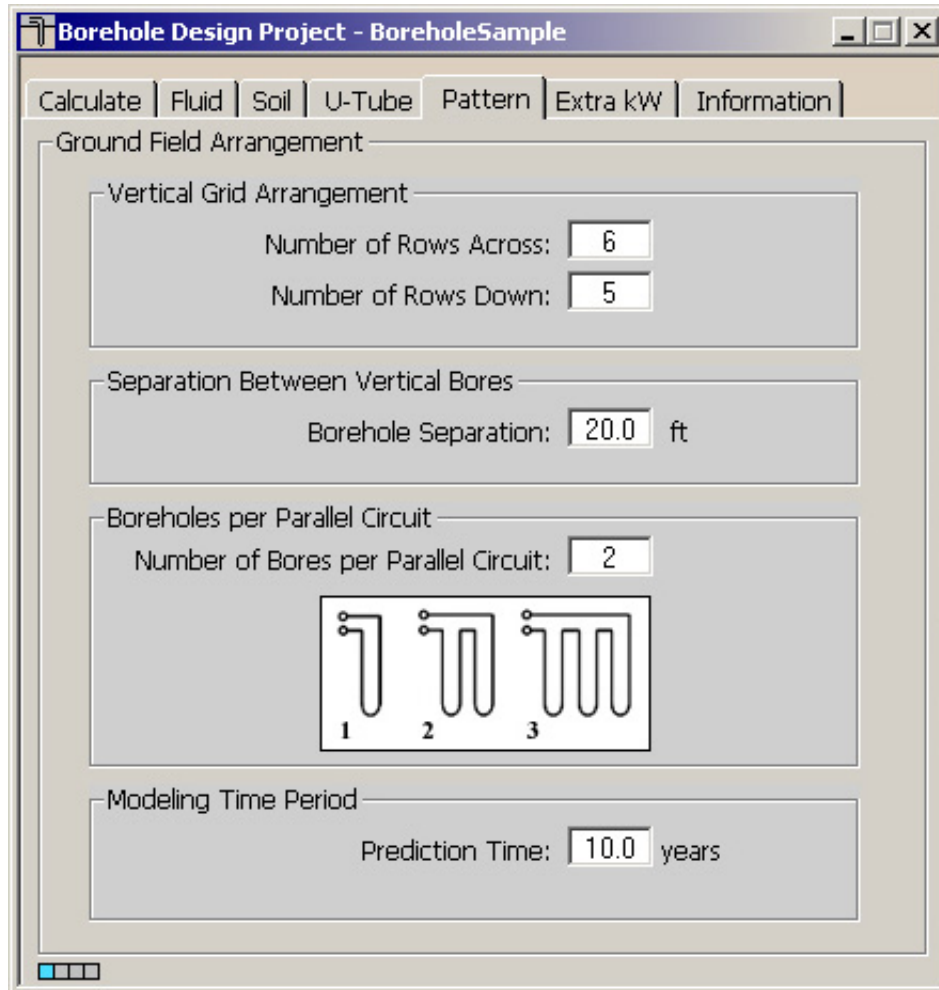 Borehole Design Project - BoreholeSample
Calculate Fluid Soil U-Tube Pattern Extra kW Information
Ground Field Arrangement
Vertical Grid Arrangement
Number of Rows Across: 6
Number of Rows Down: 5
Separation Between Vertical Bores
Borehole Separation: 20.0 ft
Boreholes per Parallel Circuit
Number of Bores per Parallel Circuit: 2
1 2 3
Modeling Time Period
Prediction Time: 10.0 years